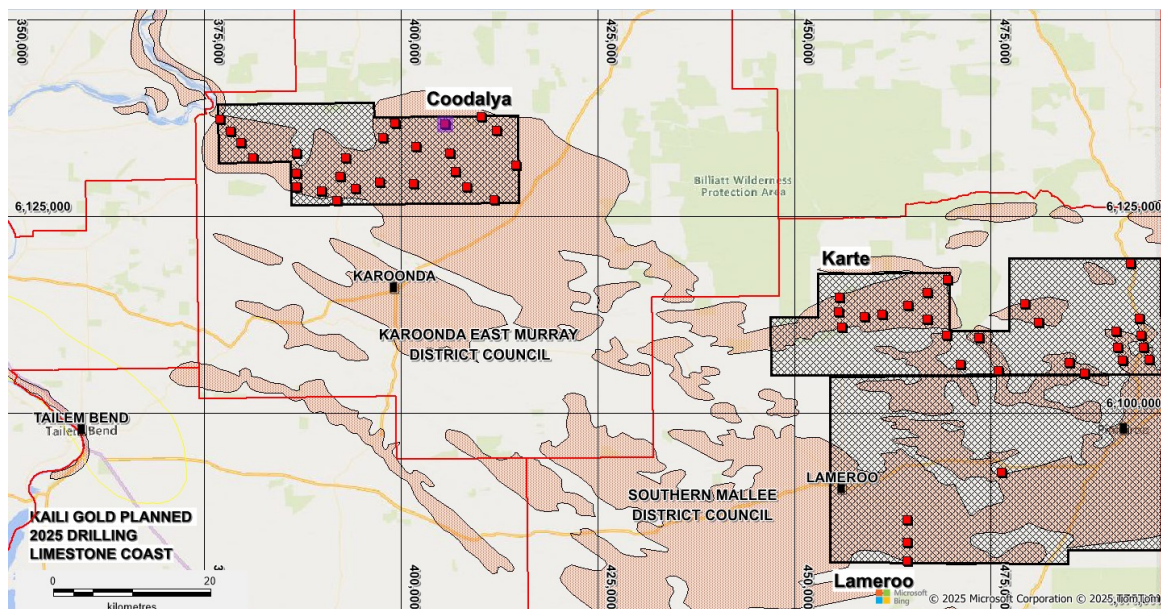 350,000
375,000
400,000
425,000
450,000
475,000
Coodalya
Billiatt Wilderness
Protection Area
6,125,000
6,125,000
Karte
KAROONDA
KAROONDA EAST MURRAY
DISTRICT COUNCIL
6,100,000
TAILEM BEND
Tailem Bend
LAMEROO
SOUTHERN MALLEE
DISTRICT COUNCIL
KAILI GOLD PLANNED
2025 DRILLING
LIMESTONE COAST
400,000
425,000
450,000
475,000
0 20
kilometres
Lameroo
Microsoft
Bing
© 2025 Microsoft Corporation © 2025 TomTom